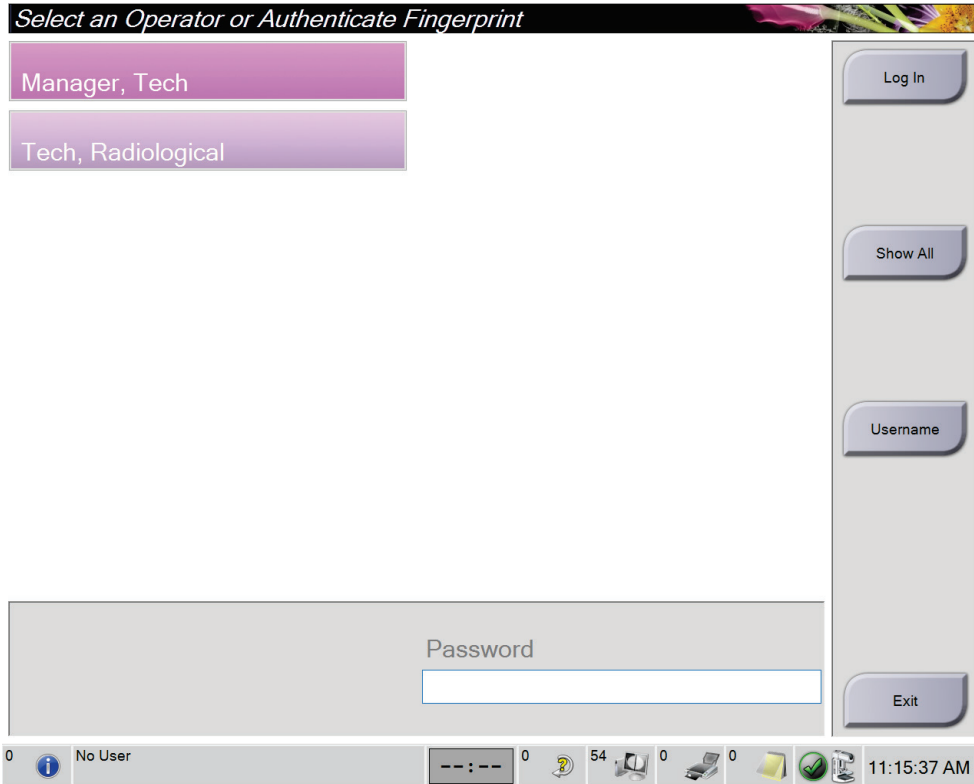 Select an Operator or Authenticate Fingerprint
Manager, Tech
Tech, Radiological
Log In
Show All
Username
Password
Exit
0
No User
--:--
0
54
0
0
11:15:37 AM